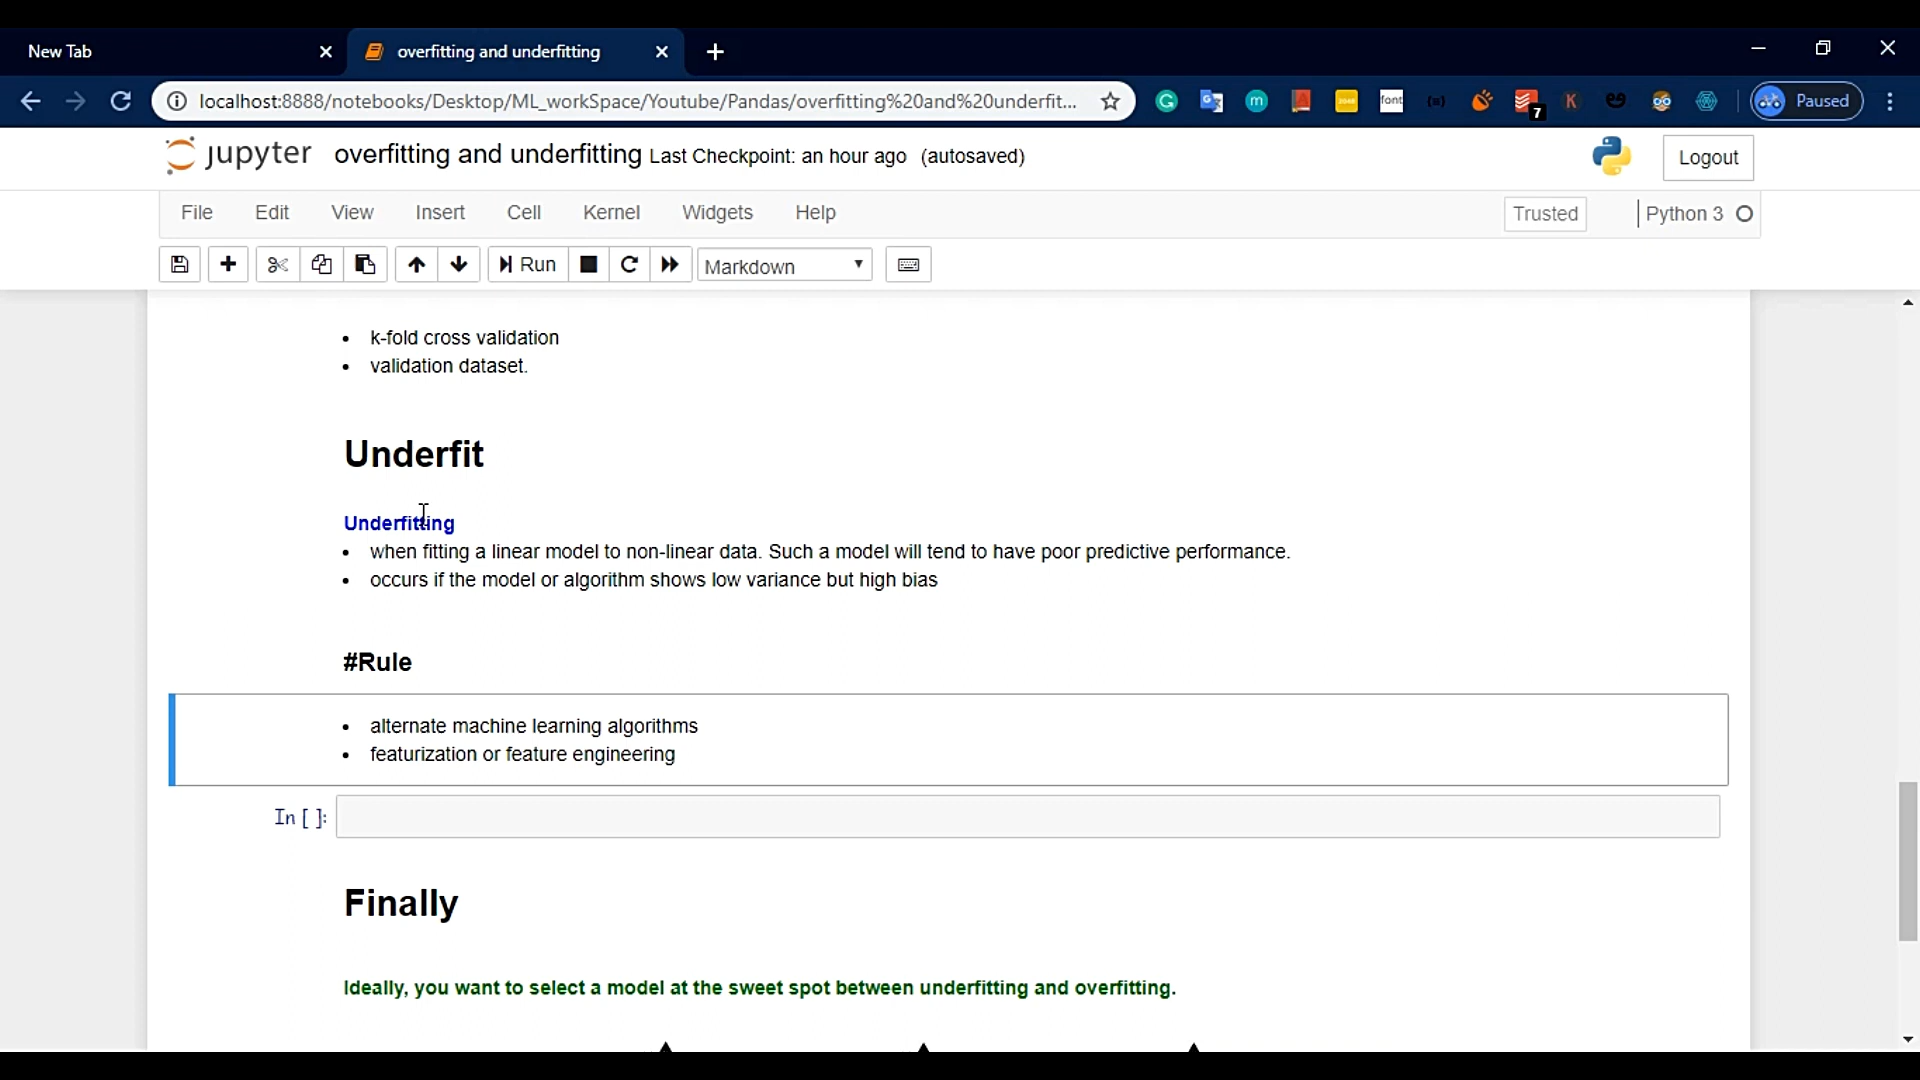 New Tab
overfitting and underfitting
localhost:8888/notebooks/Desktop/ML_workSpace/Youtube/Pandas/overfitting%20and%20underfit...
font
7
K
Paused
jupyter overfitting and underfitting Last Checkpoint: an hour ago (autosaved)
Logout
File Edit View Insert Cell Kernel Widgets Help
Trusted
Python 3
Run
Markdown
• k-fold cross validation
• validation dataset.
Underfit
Underfitting
• when fitting a linear model to non-linear data. Such a model will tend to have poor predictive performance.
• occurs if the model or algorithm shows low variance but high bias
#Rule
• alternate machine learning algorithms
• featurization or feature engineering
In [ ]:
Finally
Ideally, you want to select a model at the sweet spot between underfitting and overfitting.